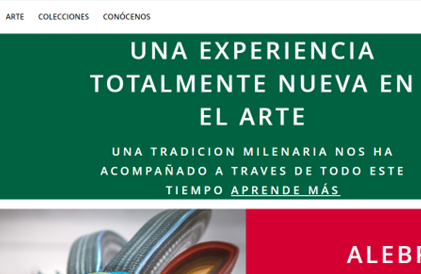 ARTE COLECCIONES CONÓCENOS
UNA EXPERIENCIA
TOTALMENTE NUEVA EN
EL ARTE
UNA TRADICION MILENARIA NOS HA
ACOMPAÑADO A TRAVES DE TODO ESTE
TIEMPO APRENDE MÁS